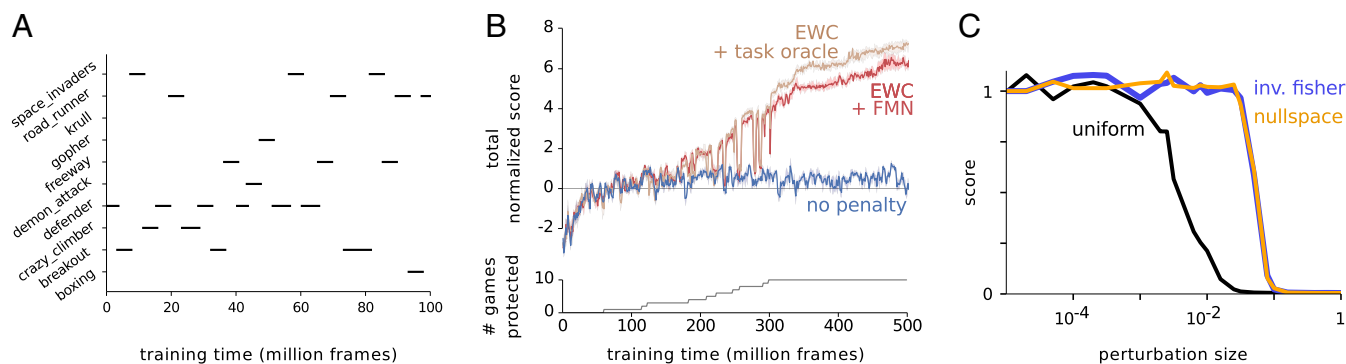 A
space_invaders
road_runner
krull
gopher
freeway
demon_attack
defender
crazy_climber
breakout
boxing
0 20 40 60 80 100
training time (million frames)
B
total
normalized score
8
6
4
2
0
-2
EWC
+ task oracle
EWC
+ FMN
no penalty
# games
protected
10
0
0 100 200 300 400 500
training time (million frames)
C
score
1
0
uniform
inv. fisher
nullspace
10-4 10-2 1
perturbation size